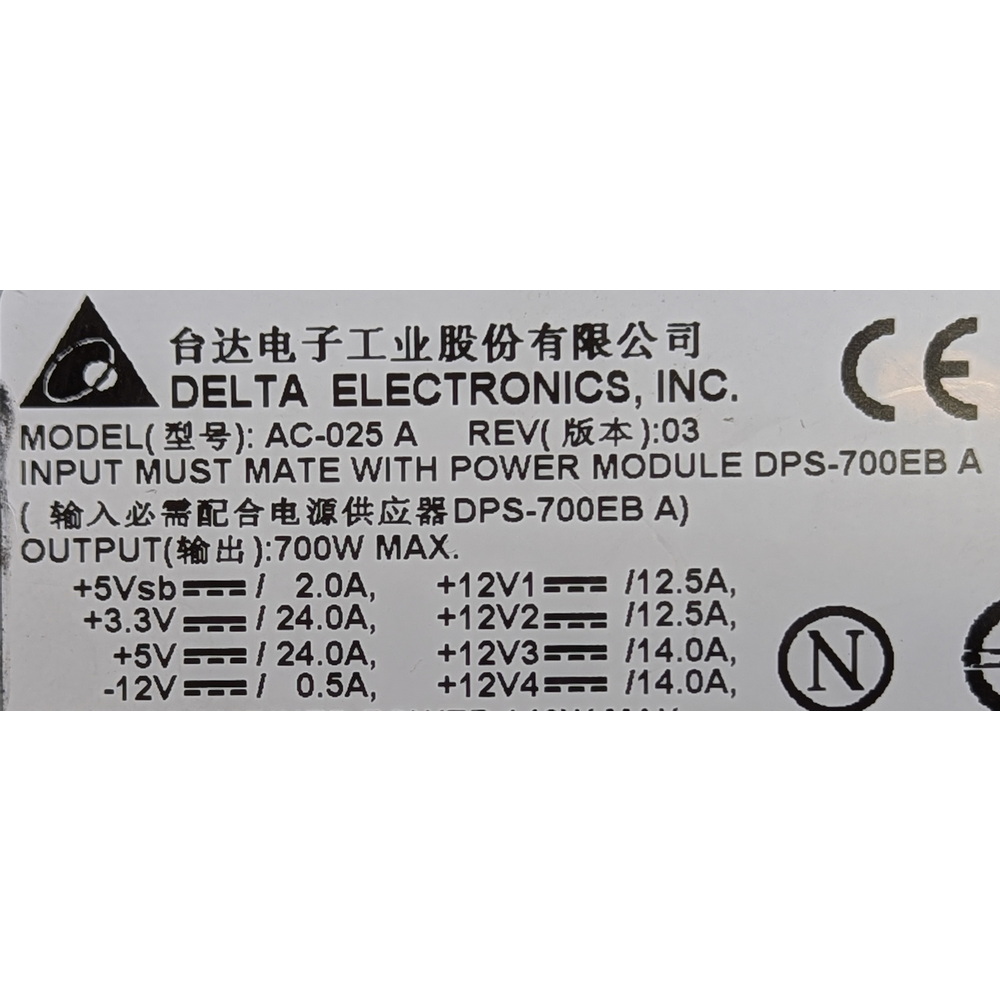 台达电子工业股份有限公司
DELTA ELECTRONICS, INC.
CE
MODEL(型号): AC-025 A REV(版本):03
INPUT MUST MATE WITH POWER MODULE DPS-700EB A
(输入必需配合电源供应器DPS-700EB A)
OUTPUT(输出):700W MAX.
+5Vsb / 2.0A, +12V1 /12.5A,
+3.3V / 24.0A, +12V2 /12.5A,
+5V / 24.0A, +12V3 /14.0A,
-12V / 0.5A, +12V4 /14.0A,
N